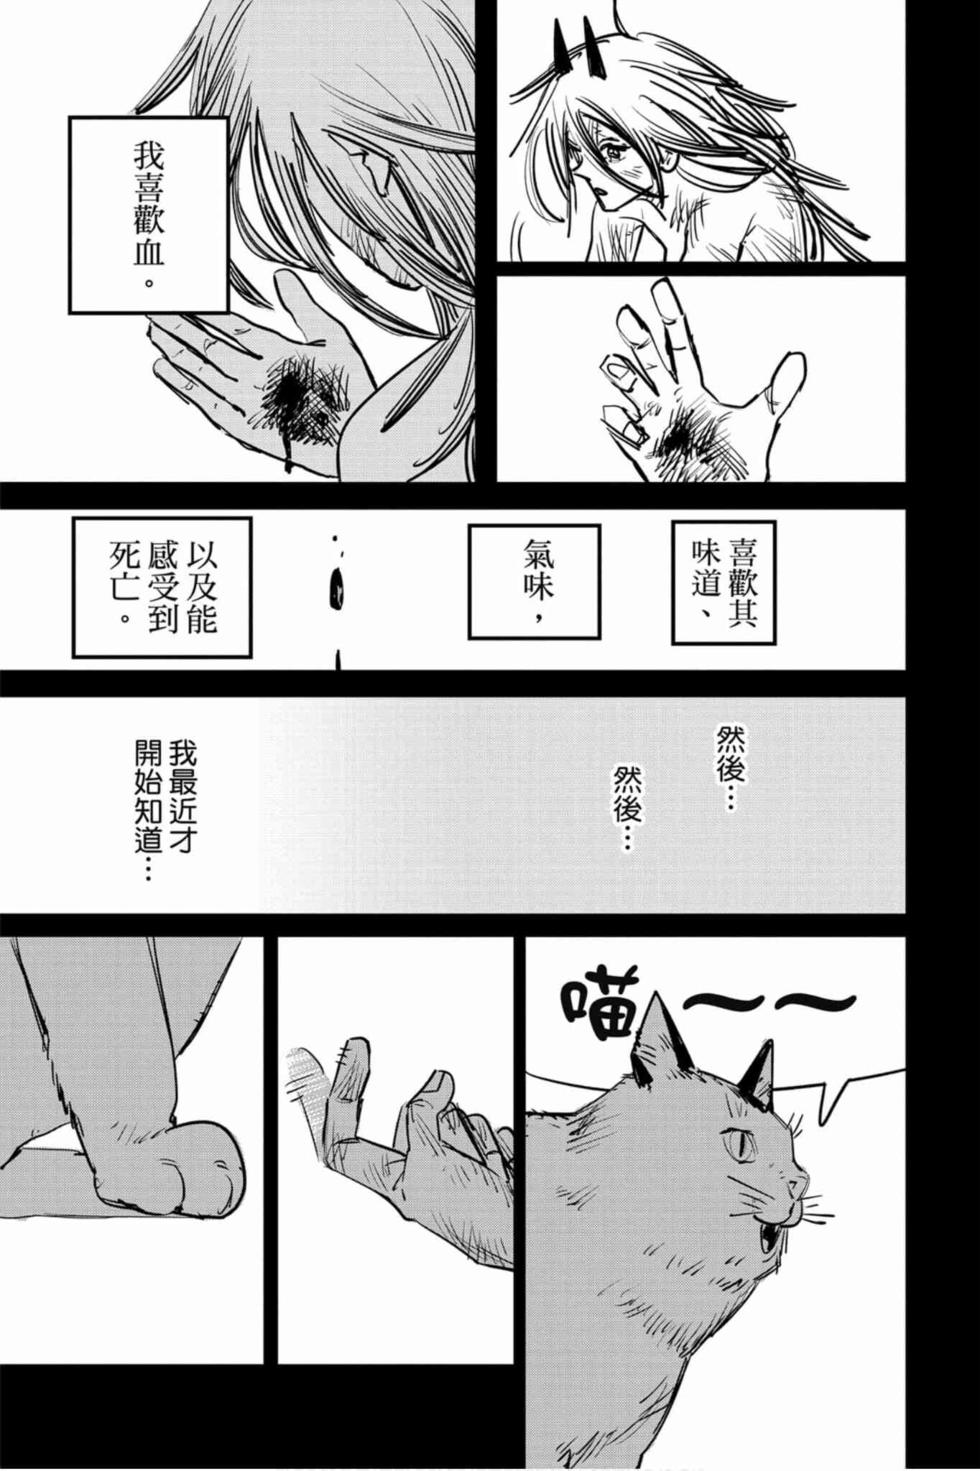 我喜歡血。
喜歡其
味道、
氣味，
以及能
感受到
死亡。
然後…
然後…
我最近才
開始知道…
喵～～